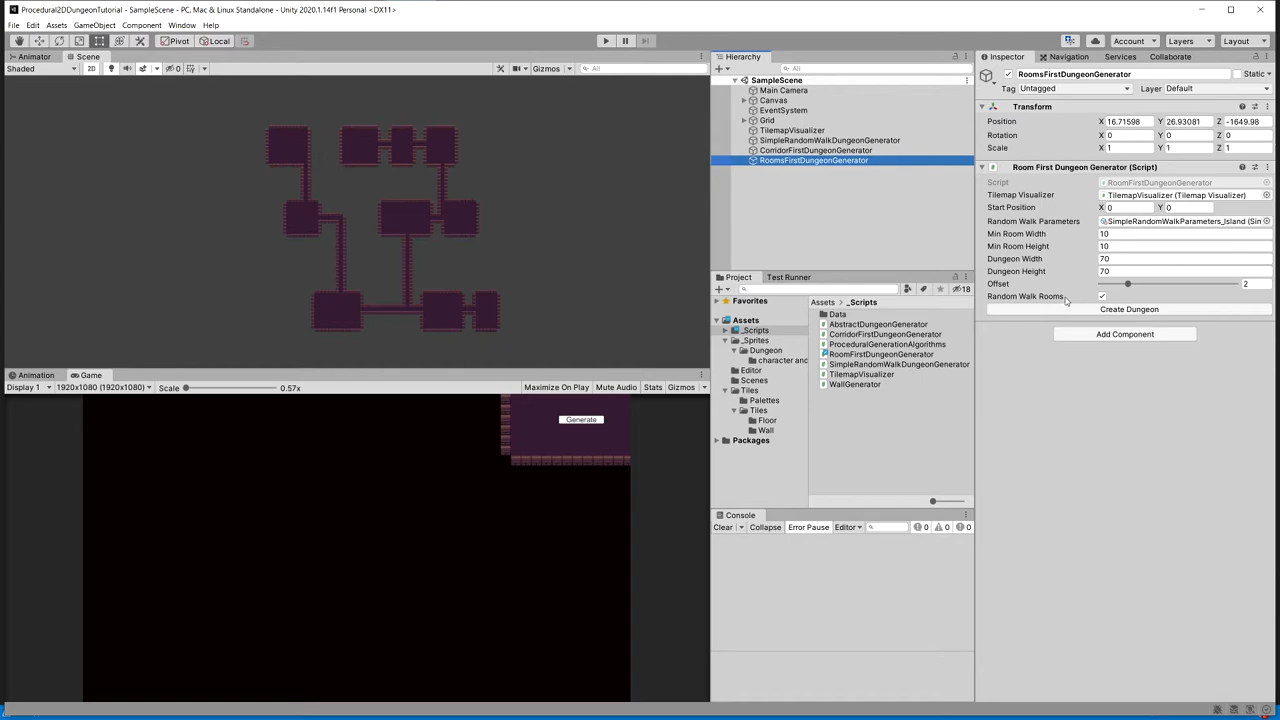 Procedural2DDungeonTutorial - SampleScene - PC, Mac & Linux Standalone - Unity 2020.1.14f1 Personal <DX11>
File Edit Assets GameObject Component Window Help
Pivot Local Account Layers Layout
Animator Scene
Shaded 2D 0 Gizmos All
Hierarchy
All
SampleScene
Main Camera
Canvas
EventSystem
Grid
TilemapVisualizer
SimpleRandomWalkDungeonGenerator
CorridorFirstDungeonGenerator
RoomsFirstDungeonGenerator
Inspector Navigation Services Collaborate
RoomsFirstDungeonGenerator Static
Tag Untagged Layer Default
Transform
Position X 16.71598 Y 26.93081 Z -1649.98
Rotation X 0 Y 0 Z 0
Scale X 1 Y 1 Z 1
Room First Dungeon Generator (Script)
Script RoomFirstDungeonGenerator
Tilemap Visualizer TilemapVisualizer (Tilemap Visualizer)
Start Position X 0 Y 0
Random Walk Parameters SimpleRandomWalkParameters_Island (Sin
Min Room Width 10
Min Room Height 10
Dungeon Width 70
Dungeon Height 70
Offset 2
Random Walk Rooms
Create Dungeon
Add Component
Project Test Runner
18
Favorites
Assets
_Scripts
_Sprites
Dungeon
character and
Editor
Scenes
Tiles
Palettes
Tiles
Floor
Wall
Packages
Assets > _Scripts
Data
AbstractDungeonGenerator
CorridorFirstDungeonGenerator
ProceduralGenerationAlgorithms
RoomFirstDungeonGenerator
SimpleRandomWalkDungeonGenerator
TilemapVisualizer
WallGenerator
Animation Game
Display 1 1920x1080 (1920x1080) Scale 0.57x Maximize On Play Mute Audio Stats Gizmos
Generate
Console
Clear Collapse Error Pause Editor 0 0 0